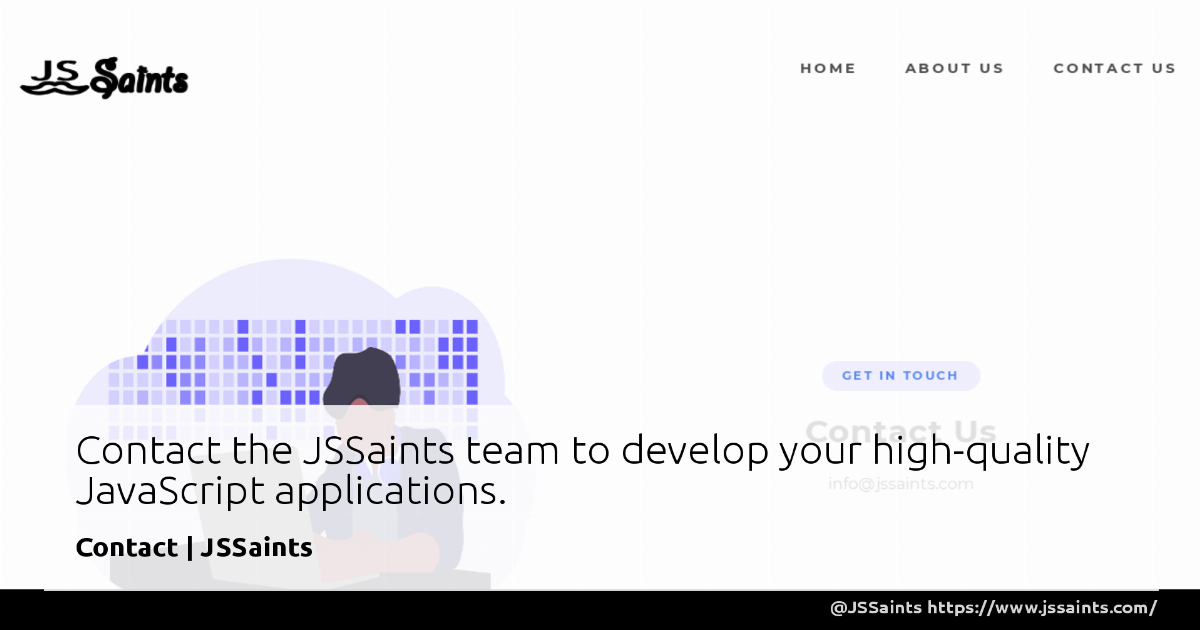 JS Saints
HOME ABOUT US CONTACT US
GET IN TOUCH
Contact Us
info@jssaints.com
Contact the JSSaints team to develop your high-quality
JavaScript applications.
Contact | JSSaints
@JSSaints https://www.jssaints.com/